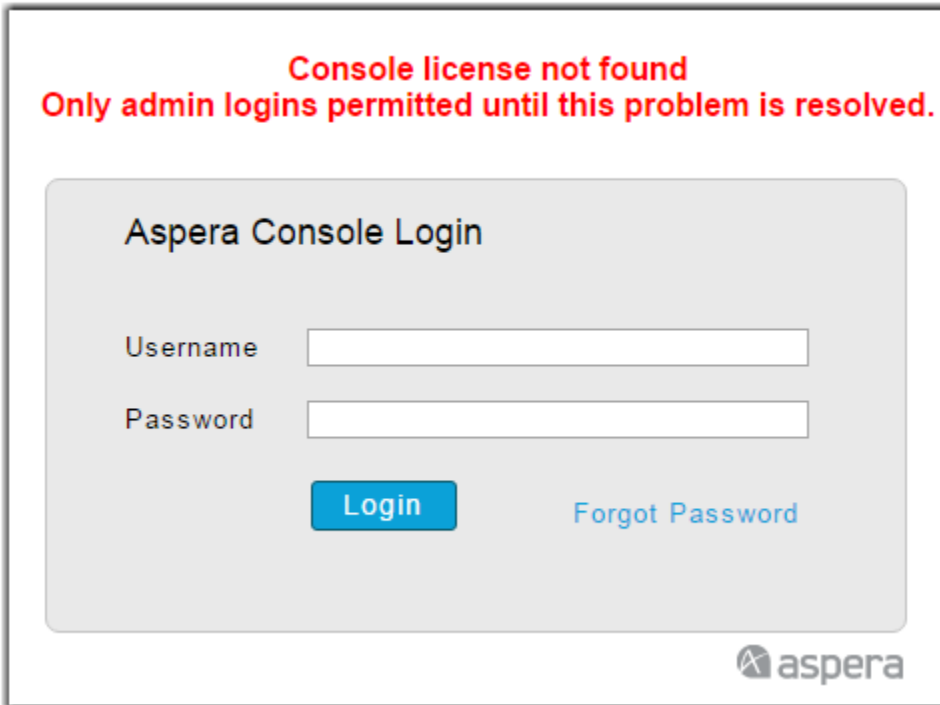 Console license not found
Only admin logins permitted until this problem is resolved.
Aspera Console Login
Username
Password
Login
Forgot Password
aspera